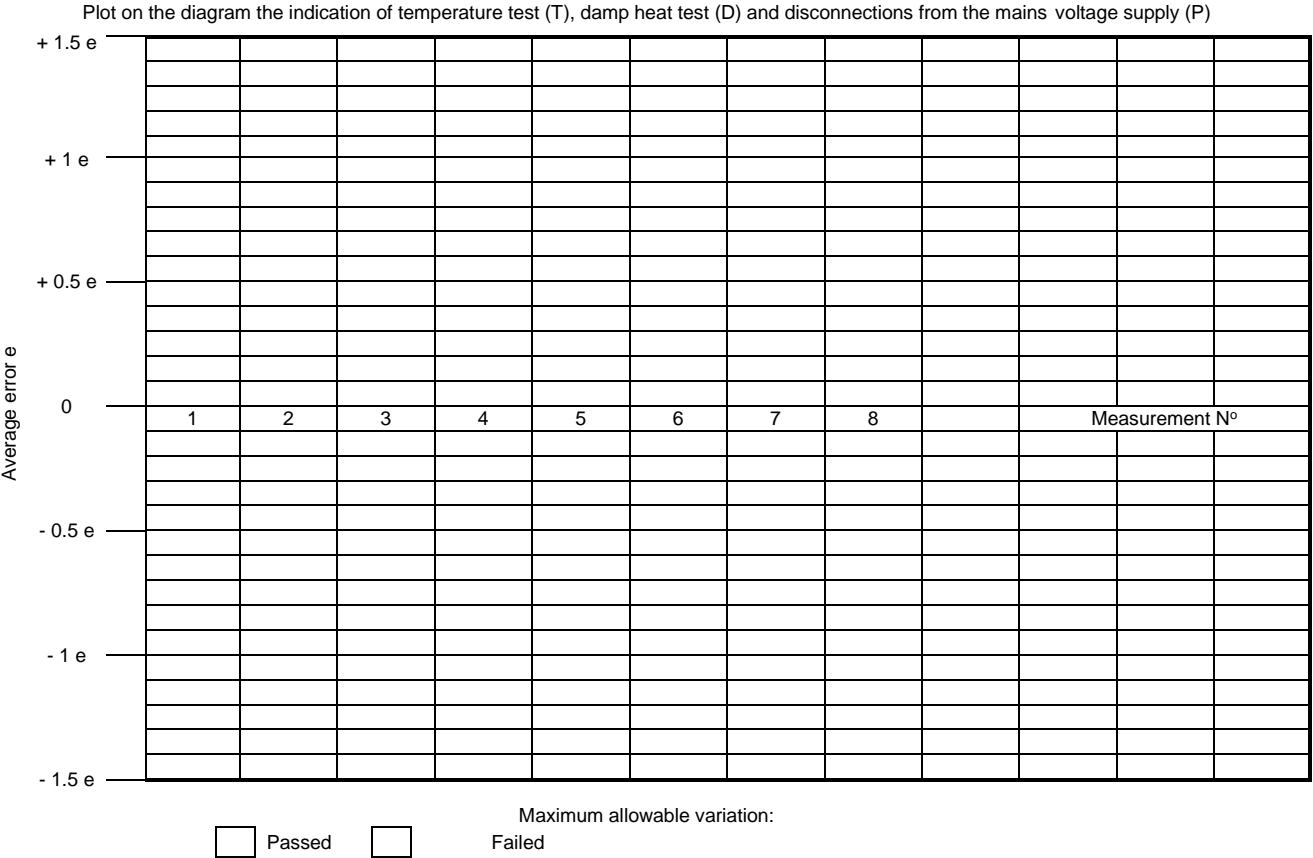 Plot on the diagram the indication of temperature test (T), damp heat test (D) and disconnections from the mains voltage supply (P)
+ 1.5 e
+ 1 e
+ 0.5 e
Average error e
0
1 2 3 4 5 6 7 8 Measurement Nº
- 0.5 e
- 1 e
- 1.5 e
Maximum allowable variation:
Passed Failed